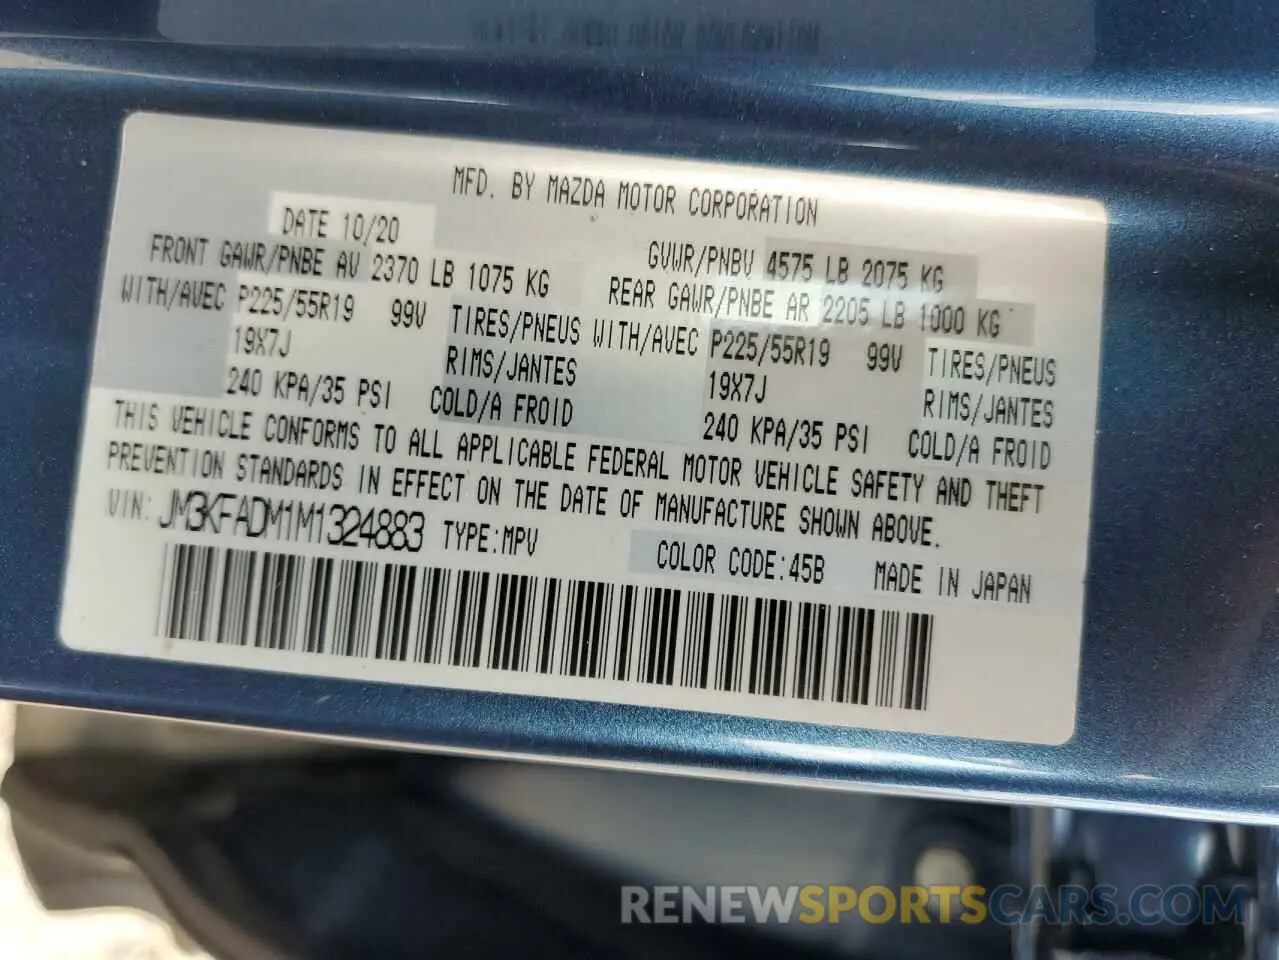 MFD. BY MAZDA MOTOR CORPORATION
DATE 10/20 GVWR/PNBV 4575 LB 2075 KG
FRONT GAWR/PNBE AV 2370 LB 1075 KG REAR GAWR/PNBE AR 2205 LB 1000 KG
WITH/AVEC P225/55R19 99V TIRES/PNEUS WITH/AVEC P225/55R19 99V TIRES/PNEUS
19X7J RIMS/JANTES 19X7J RIMS/JANTES
240 KPA/35 PSI COLD/A FROID 240 KPA/35 PSI COLD/A FROID
THIS VEHICLE CONFORMS TO ALL APPLICABLE FEDERAL MOTOR VEHICLE SAFETY AND THEFT
PREVENTION STANDARDS IN EFFECT ON THE DATE OF MANUFACTURE SHOWN ABOVE.
VIN: JM3KFADM1M1324883 TYPE:MPV COLOR CODE:45B MADE IN JAPAN
RENEWSPORTSCARS.COM